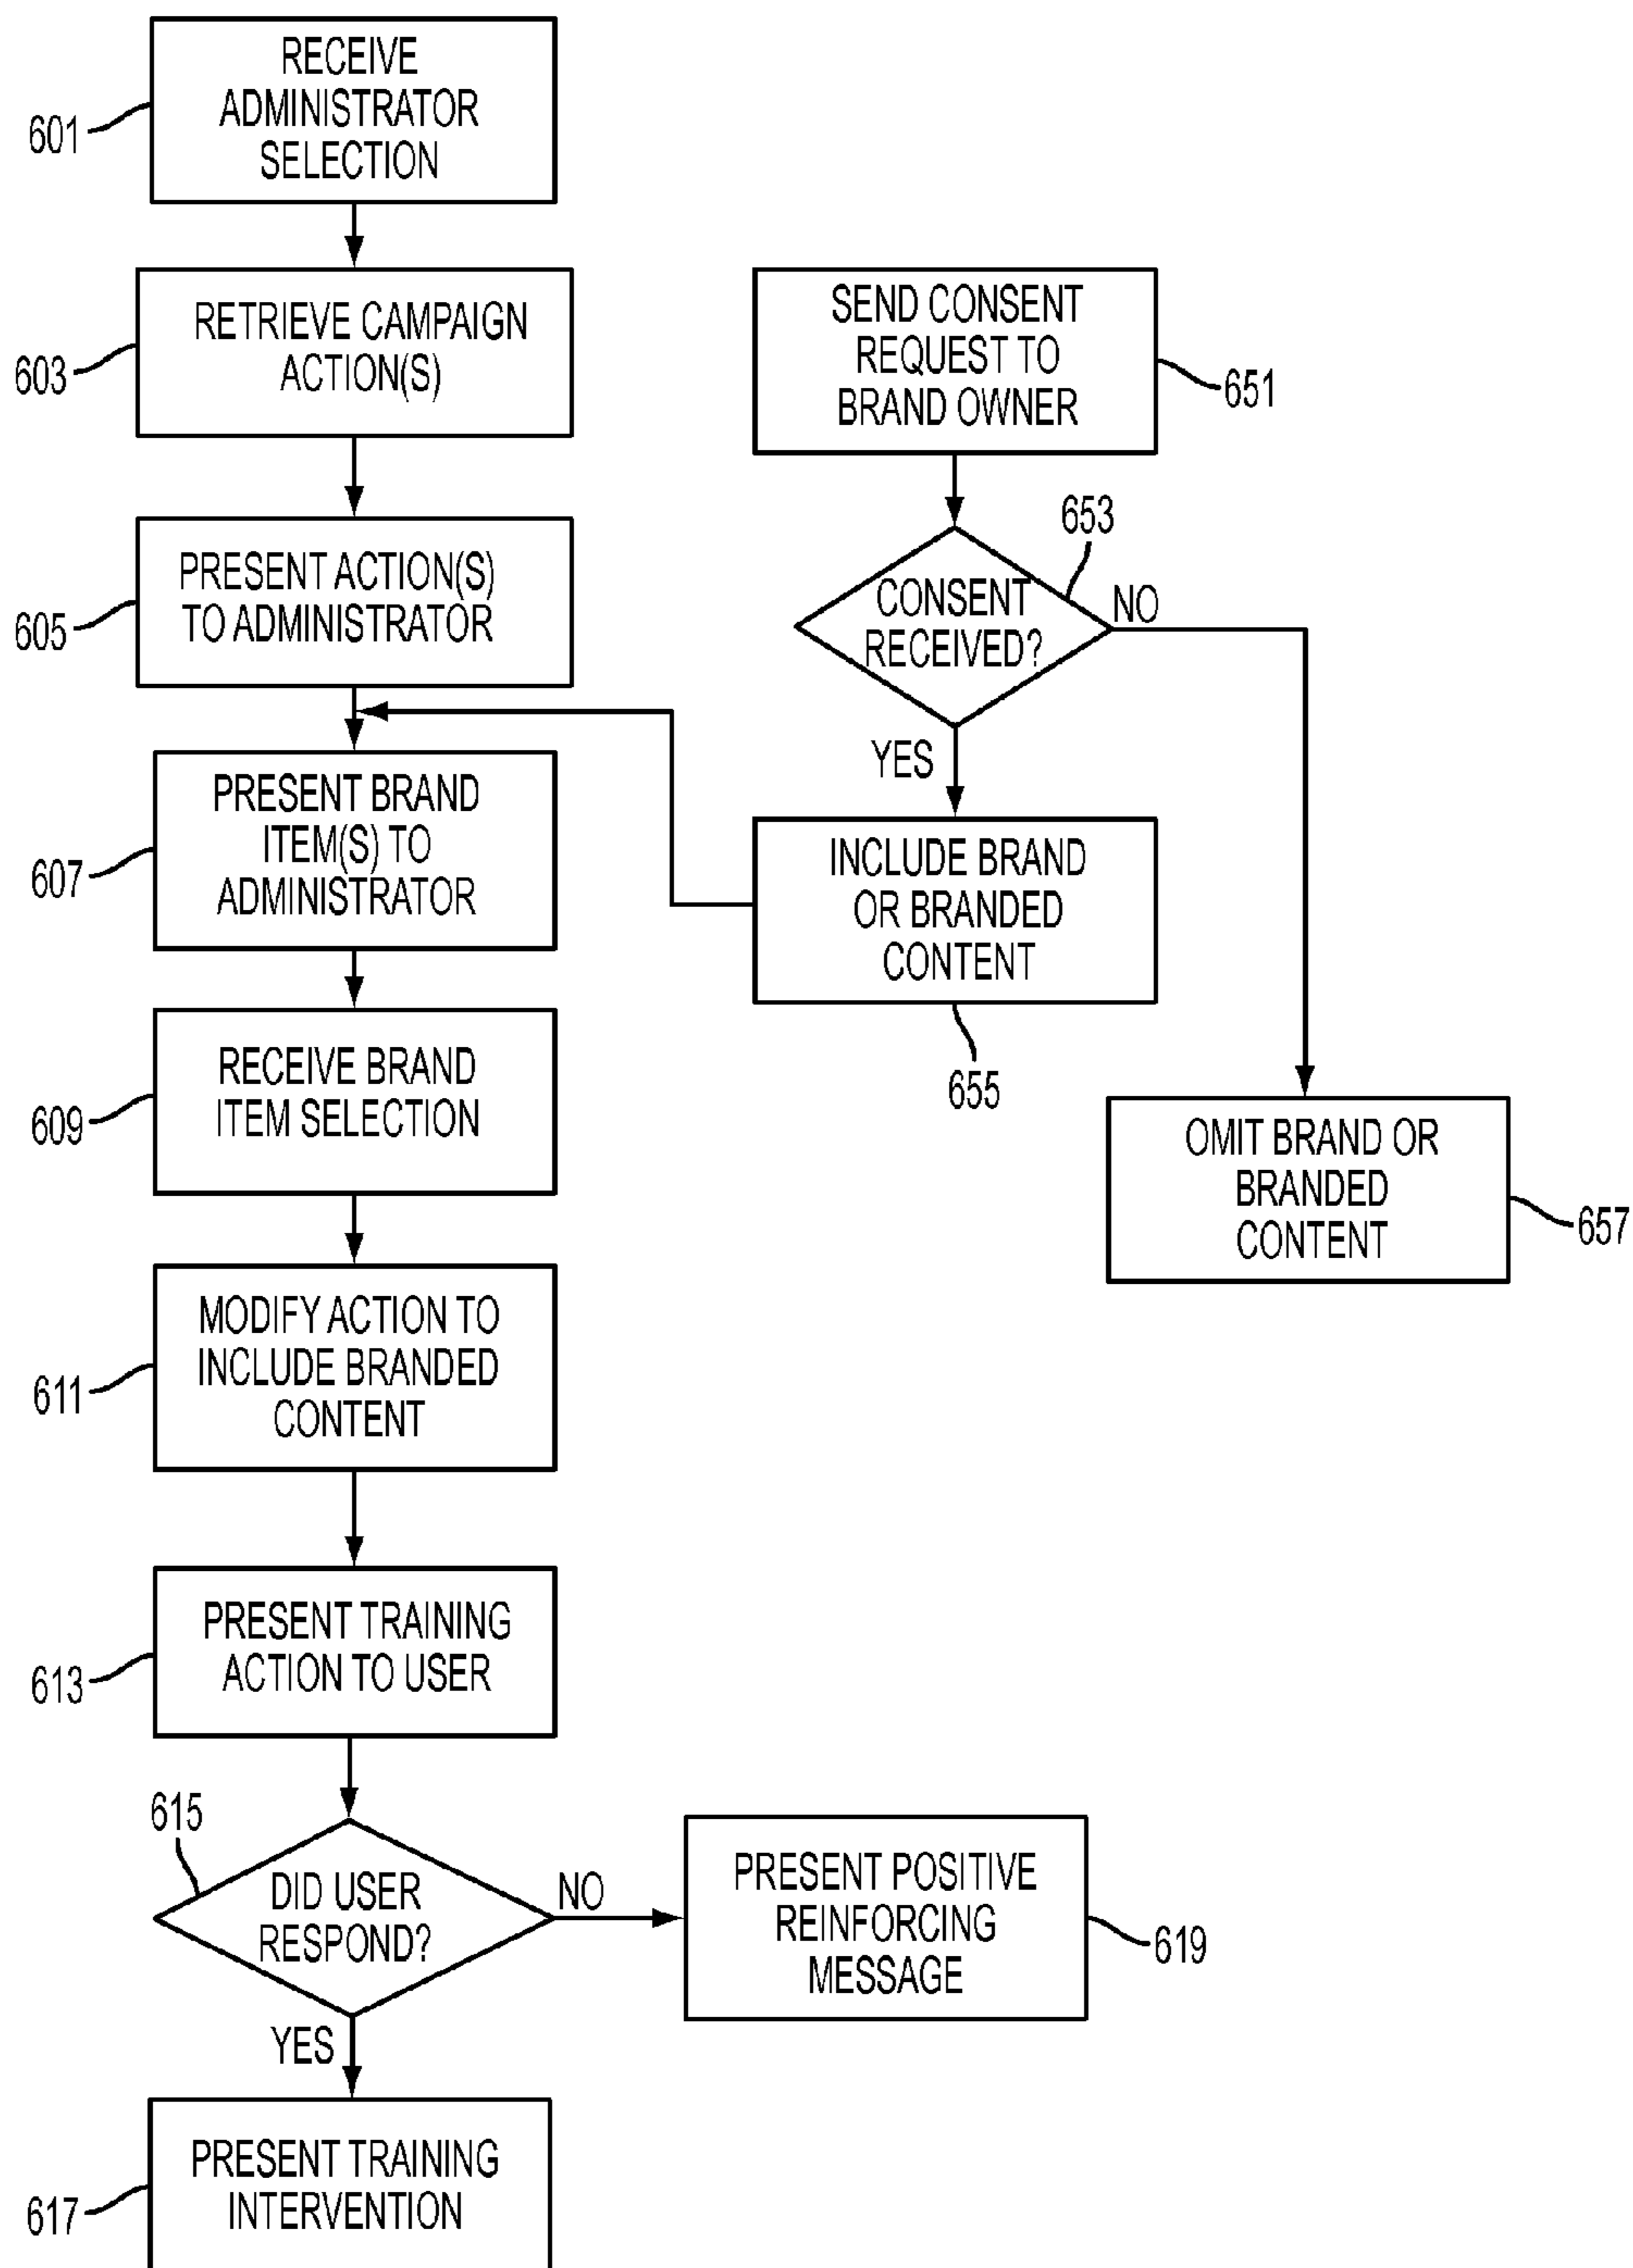 RECEIVE
ADMINISTRATOR
SELECTION
601
RETRIEVE CAMPAIGN
ACTION(S)
603
PRESENT ACTION(S)
TO ADMINISTRATOR
605
PRESENT BRAND
ITEM(S) TO
ADMINISTRATOR
607
RECEIVE BRAND
ITEM SELECTION
609
MODIFY ACTION TO
INCLUDE BRANDED
CONTENT
611
PRESENT TRAINING
ACTION TO USER
613
615
DID USER
RESPOND?
NO
YES
PRESENT POSITIVE
REINFORCING
MESSAGE
619
PRESENT TRAINING
INTERVENTION
617
SEND CONSENT
REQUEST TO
BRAND OWNER
651
653
CONSENT
RECEIVED?
NO
YES
INCLUDE BRAND
OR BRANDED
CONTENT
655
OMIT BRAND OR
BRANDED
CONTENT
657